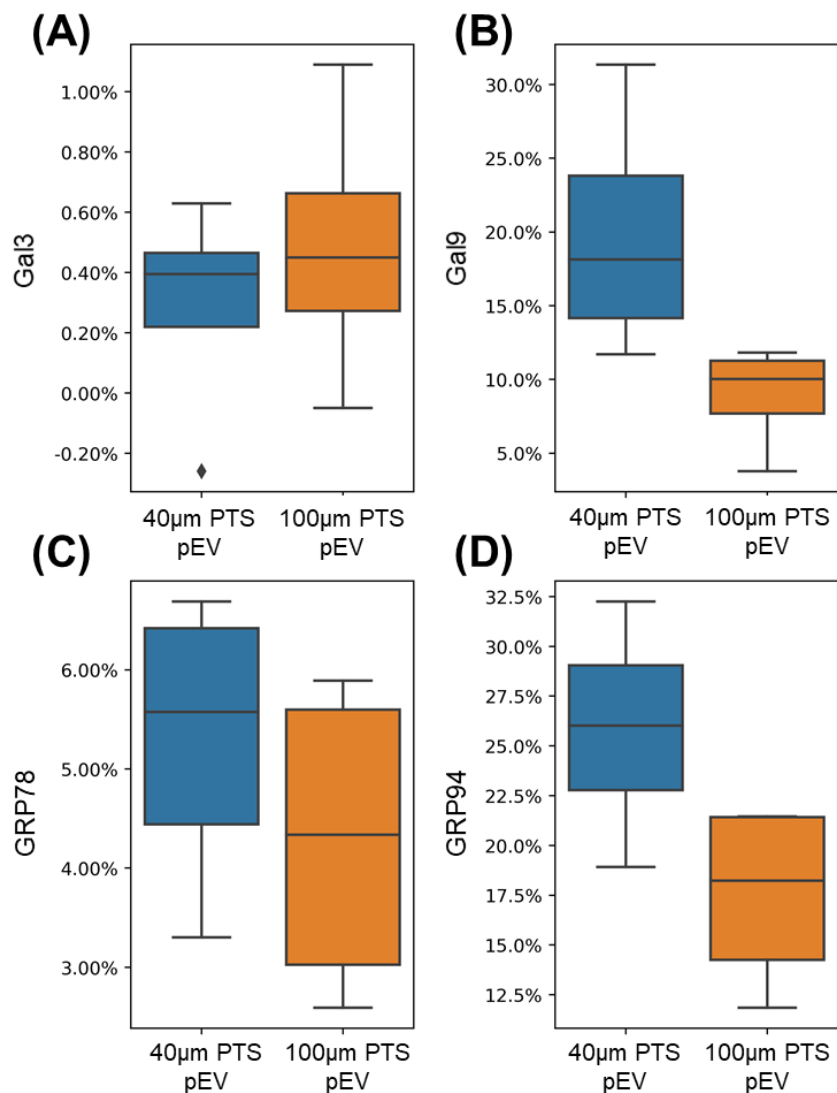 (A)
Gal3
1.00%
0.80%
0.60%
0.40%
0.20%
0.00%
-0.20%
40µm PTS
pEV
100µm PTS
pEV
(B)
Gal9
30.0%
25.0%
20.0%
15.0%
10.0%
5.0%
40µm PTS
pEV
100µm PTS
pEV
(C)
GRP78
6.00%
5.00%
4.00%
3.00%
40µm PTS
pEV
100µm PTS
pEV
(D)
GRP94
32.5%
30.0%
27.5%
25.0%
22.5%
20.0%
17.5%
15.0%
12.5%
40µm PTS
pEV
100µm PTS
pEV